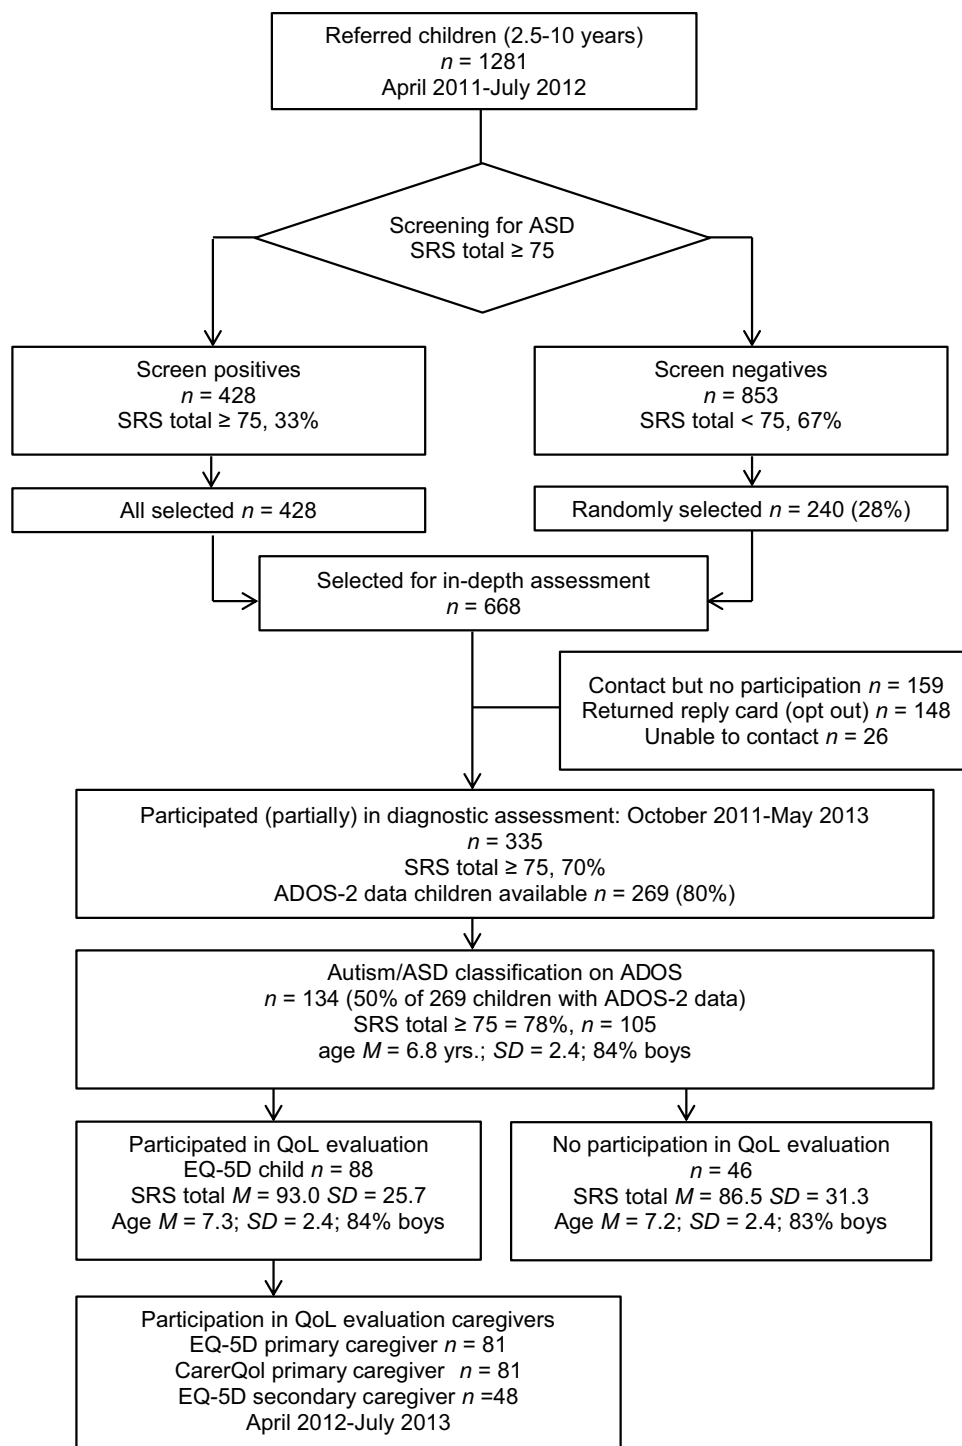 Referred children (2.5-10 years)
n = 1281
April 2011-July 2012
Screening for ASD
SRS total ≥ 75
Screen positives
n = 428
SRS total ≥ 75, 33%
Screen negatives
n = 853
SRS total < 75, 67%
All selected n = 428
Randomly selected n = 240 (28%)
Selected for in-depth assessment
n = 668
Contact but no participation n = 159
Returned reply card (opt out) n = 148
Unable to contact n = 26
Participated (partially) in diagnostic assessment: October 2011-May 2013
n = 335
SRS total ≥ 75, 70%
ADOS-2 data children available n = 269 (80%)
Autism/ASD classification on ADOS
n = 134 (50% of 269 children with ADOS-2 data)
SRS total ≥ 75 = 78%, n = 105
age M = 6.8 yrs.; SD = 2.4; 84% boys
Participated in QoL evaluation
EQ-5D child n = 88
SRS total M = 93.0 SD = 25.7
Age M = 7.3; SD = 2.4; 84% boys
No participation in QoL evaluation
n = 46
SRS total M = 86.5 SD = 31.3
Age M = 7.2; SD = 2.4; 83% boys
Participation in QoL evaluation caregivers
EQ-5D primary caregiver n = 81
CarerQol primary caregiver n = 81
EQ-5D secondary caregiver n =48
April 2012-July 2013